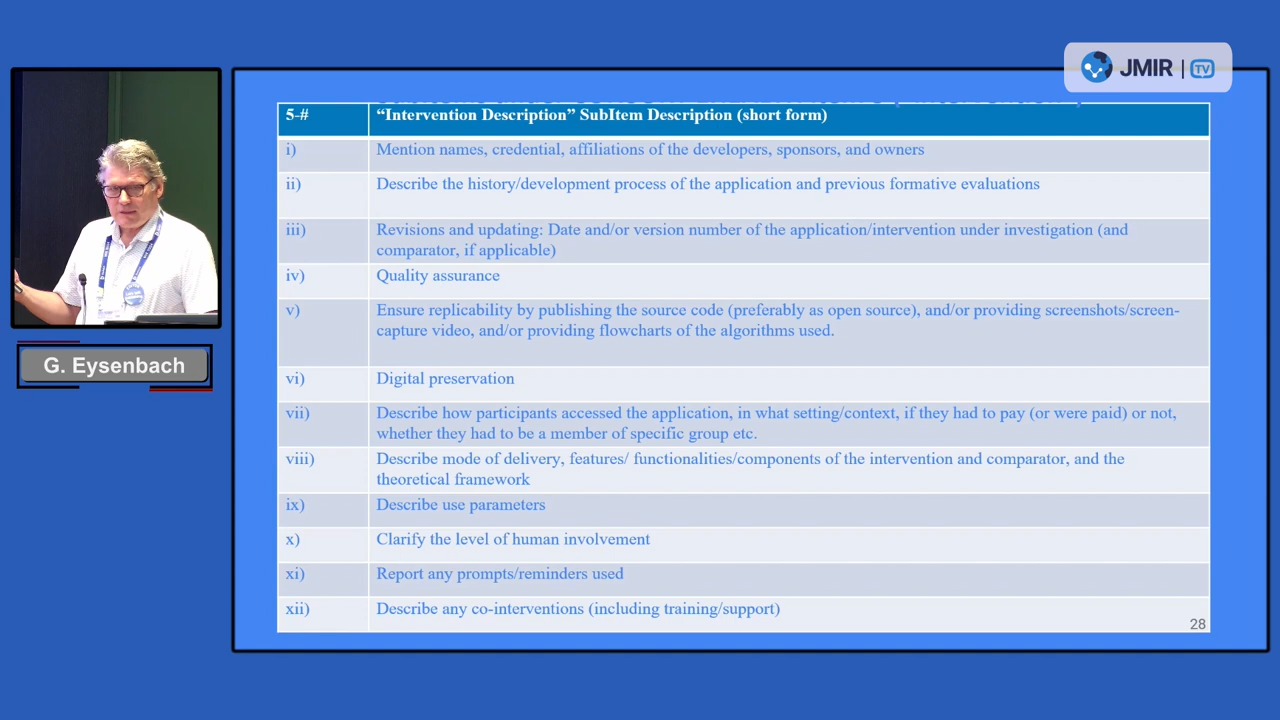 JMIR | TV
5-# “Intervention Description” SubItem Description (short form)
i) Mention names, credential, affiliations of the developers, sponsors, and owners
ii) Describe the history/development process of the application and previous formative evaluations
iii) Revisions and updating: Date and/or version number of the application/intervention under investigation (and
comparator, if applicable)
iv) Quality assurance
v) Ensure replicability by publishing the source code (preferably as open source), and/or providing screenshots/screen-
capture video, and/or providing flowcharts of the algorithms used.
vi) Digital preservation
vii) Describe how participants accessed the application, in what setting/context, if they had to pay (or were paid) or not,
whether they had to be a member of specific group etc.
viii) Describe mode of delivery, features/ functionalities/components of the intervention and comparator, and the
theoretical framework
ix) Describe use parameters
x) Clarify the level of human involvement
xi) Report any prompts/reminders used
xii) Describe any co-interventions (including training/support)
28
G. Eysenbach